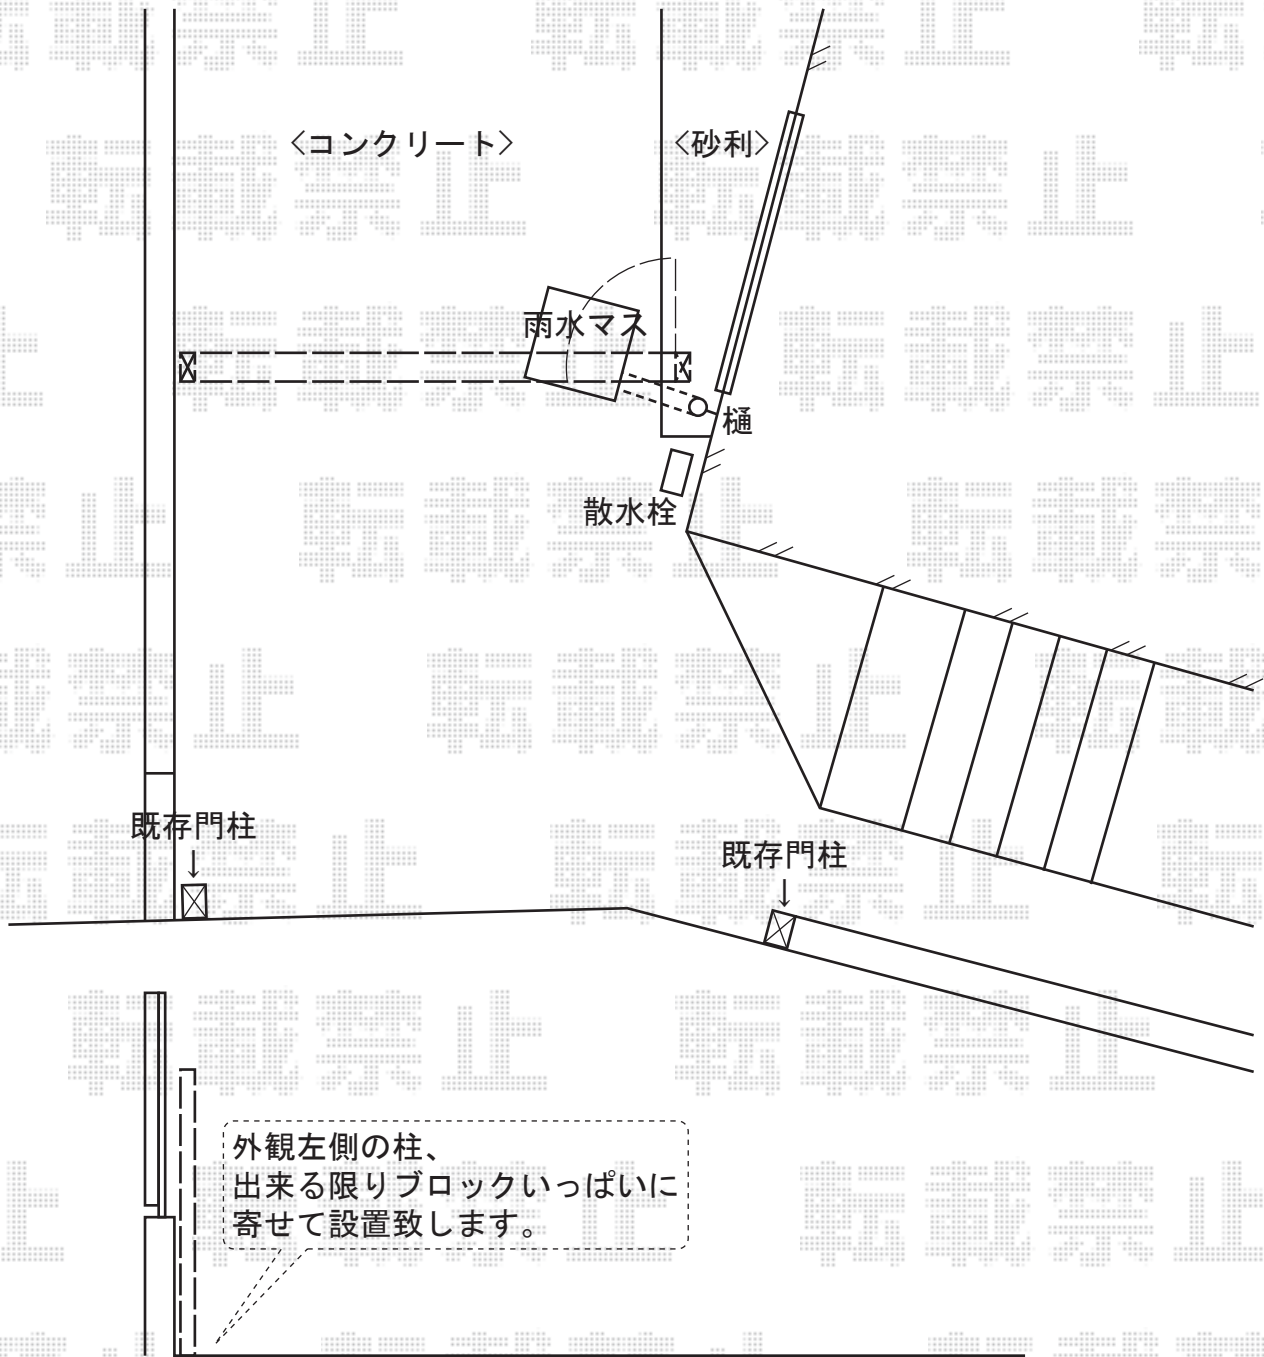 〈コンクリート〉
〈砂利〉
雨水マス
樋
散水栓
既存門柱
↓
既存門柱
↓
外観左側の柱、
出来る限りブロックいっぱいに
寄せて設置致します。
転載禁止